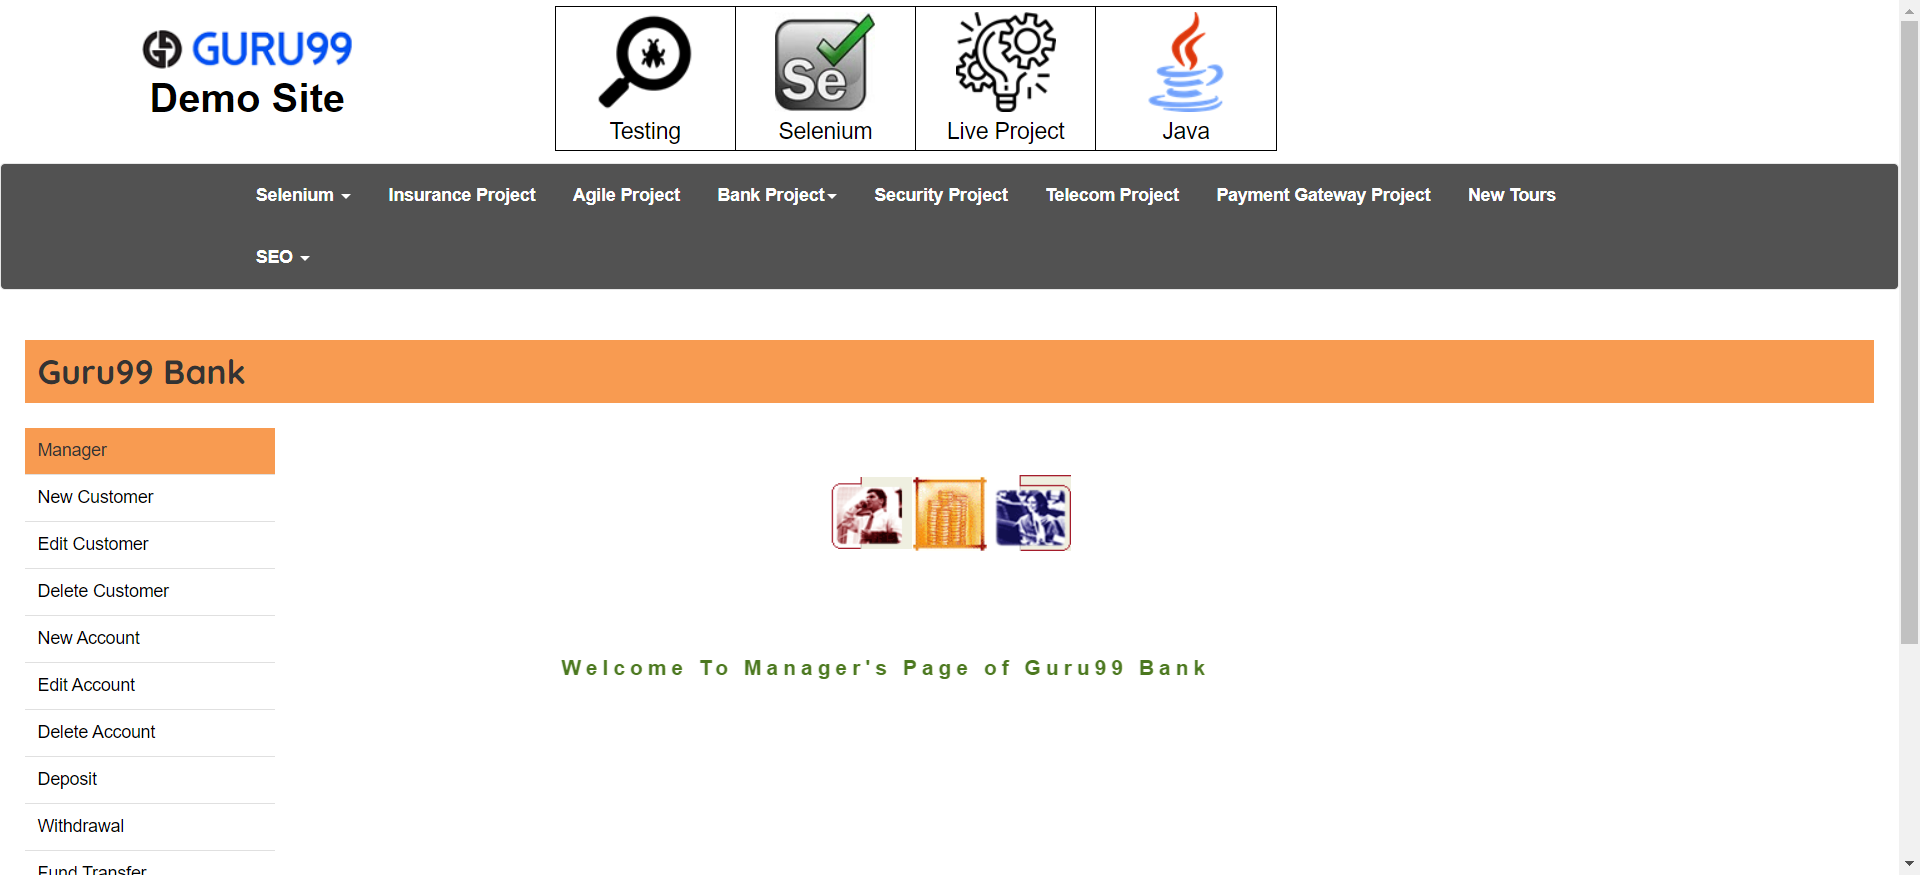 GURU99
Demo Site
Se
Testing
Selenium
Live Project
Java
Selenium
Insurance Project
Agile Project
Bank Project
Security Project
Telecom Project
Payment Gateway Project
New Tours
SEO
Guru99 Bank
Manager
New Customer
Edit Customer
Delete Customer
New Account
Edit Account
Delete Account
Deposit
Withdrawal
Fund Transfer
Welcome To Manager's Page of Guru99 Bank